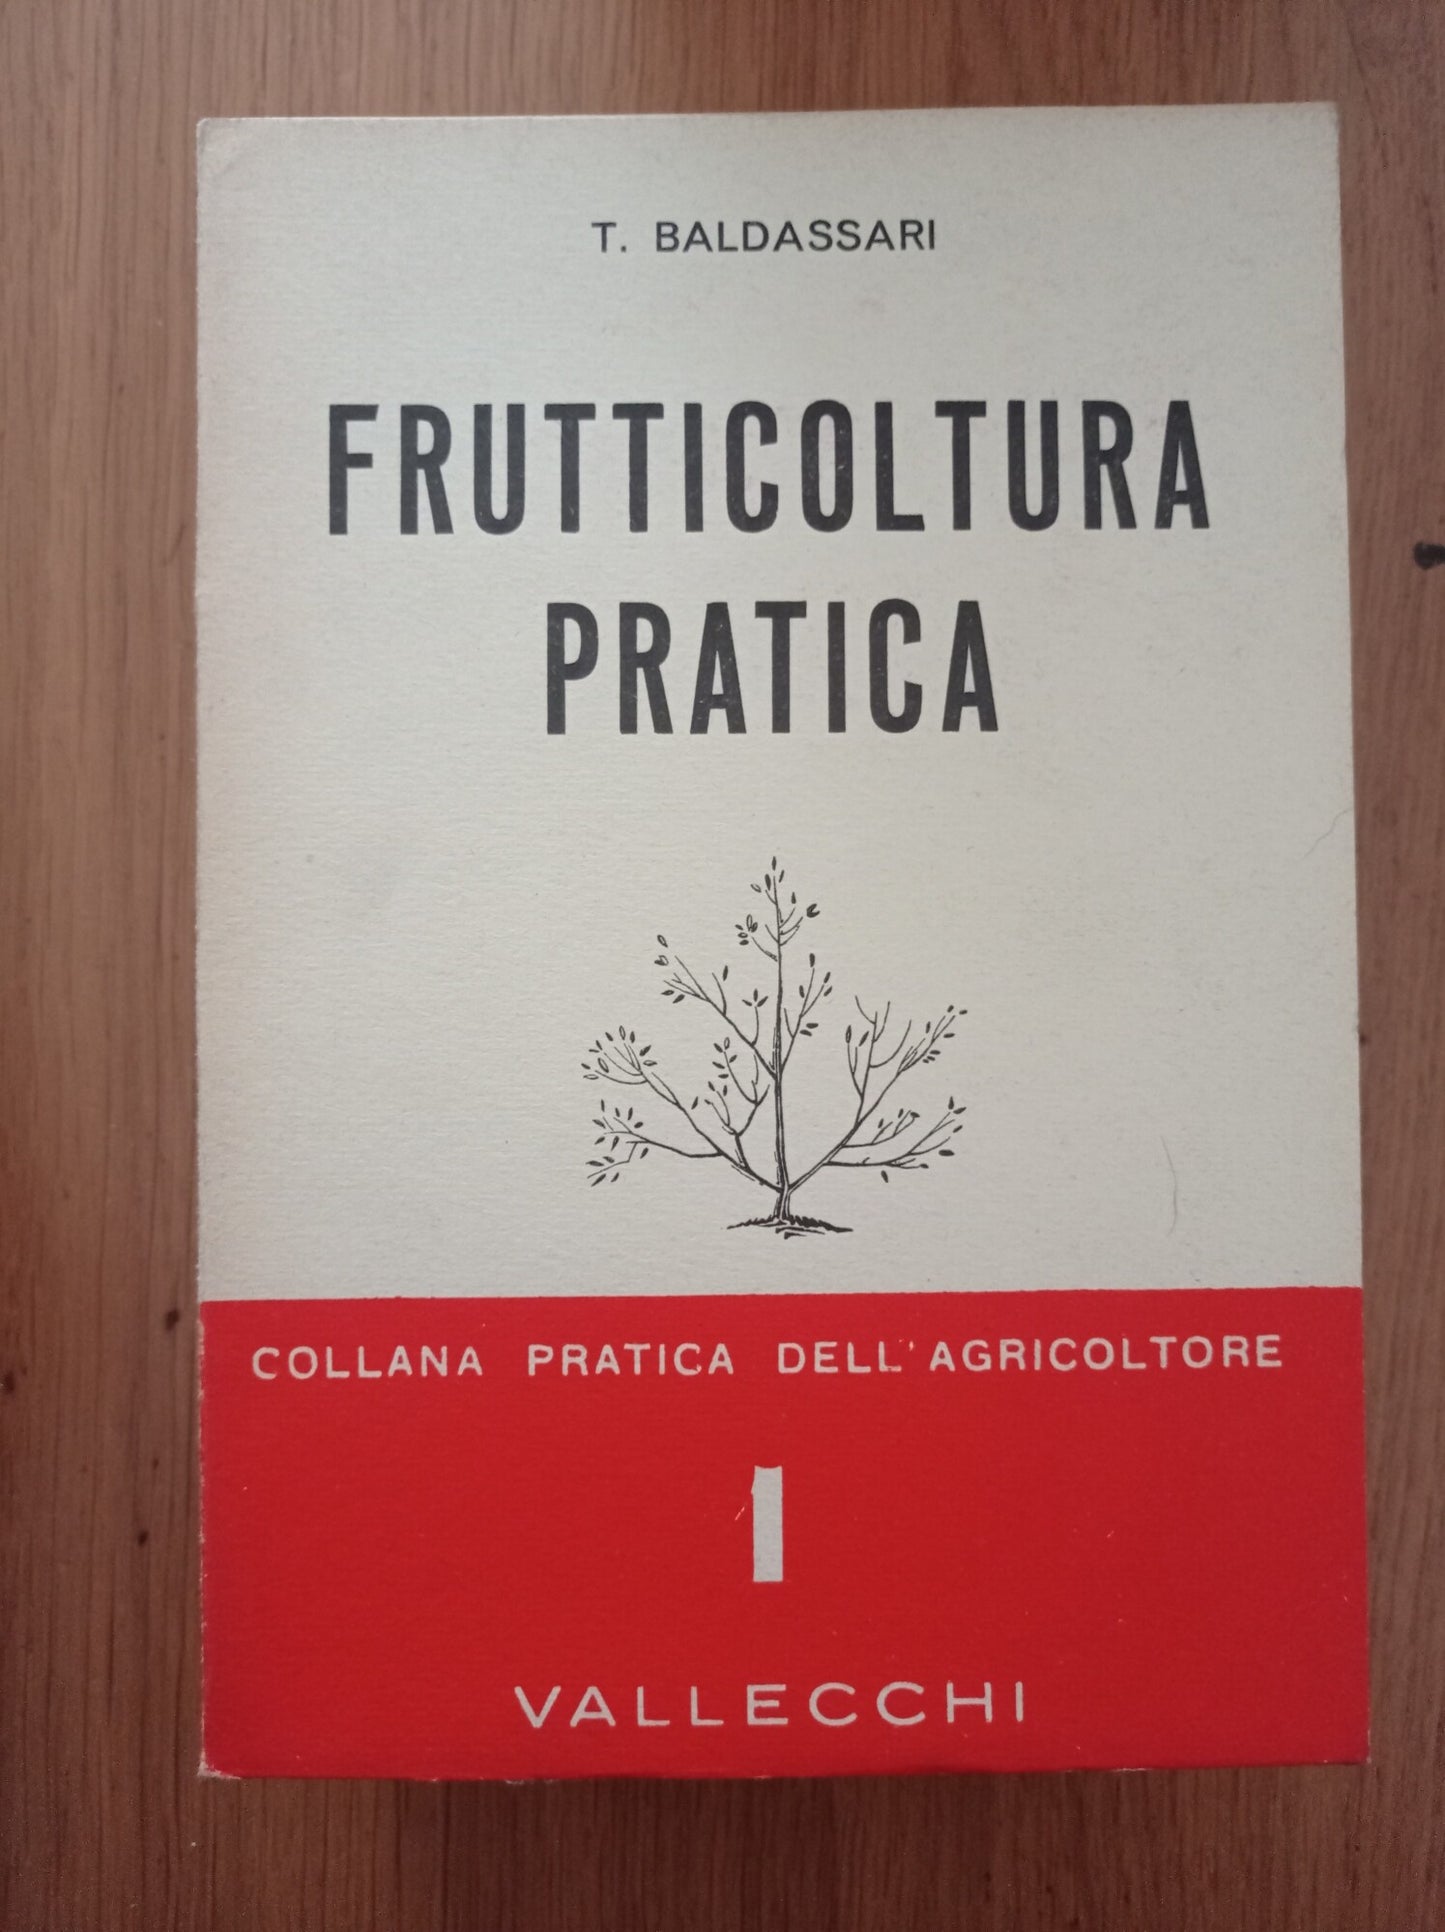 T. BALDASSARI
FRUTTICOLTURA
PRATICA
COLLANA PRATICA DELL'AGRICOLTORE
1
VALLECCHI